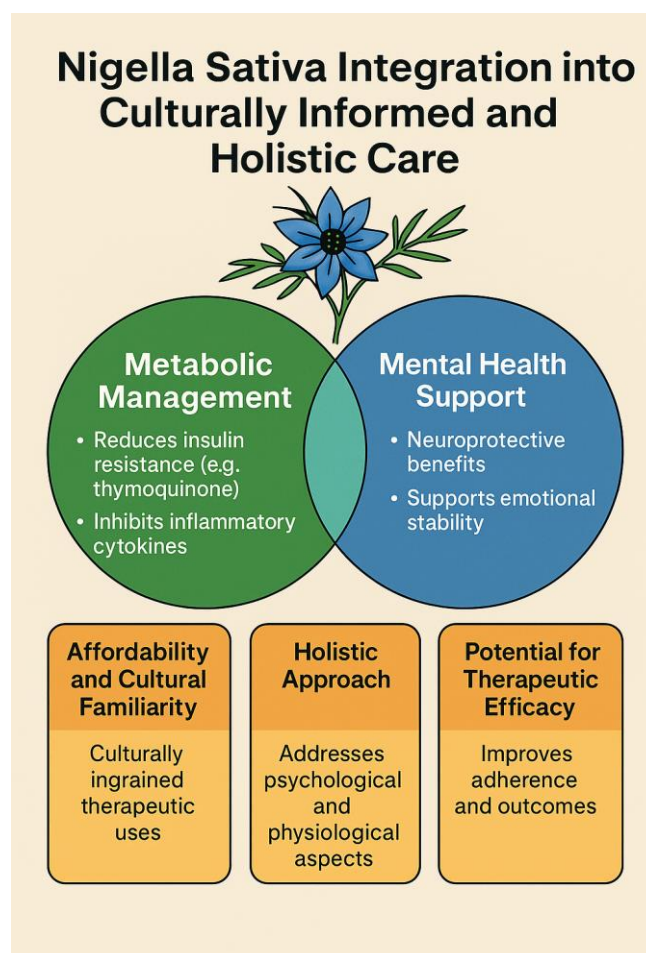 Nigella Sativa Integration into
Culturally Informed and
Holistic Care
Metabolic
Management
• Reduces insulin
resistance (e.g.
thymoquinone)
• Inhibits inflammatory
cytokines
Mental Health
Support
• Neuroprotective
benefits
• Supports emotional
stability
Affordability
and Cultural
Familiarity
Culturally
ingrained
therapeutic
uses
Holistic
Approach
Addresses
psychological
and
physiological
aspects
Potential for
Therapeutic
Efficacy
Improves
adherence
and outcomes